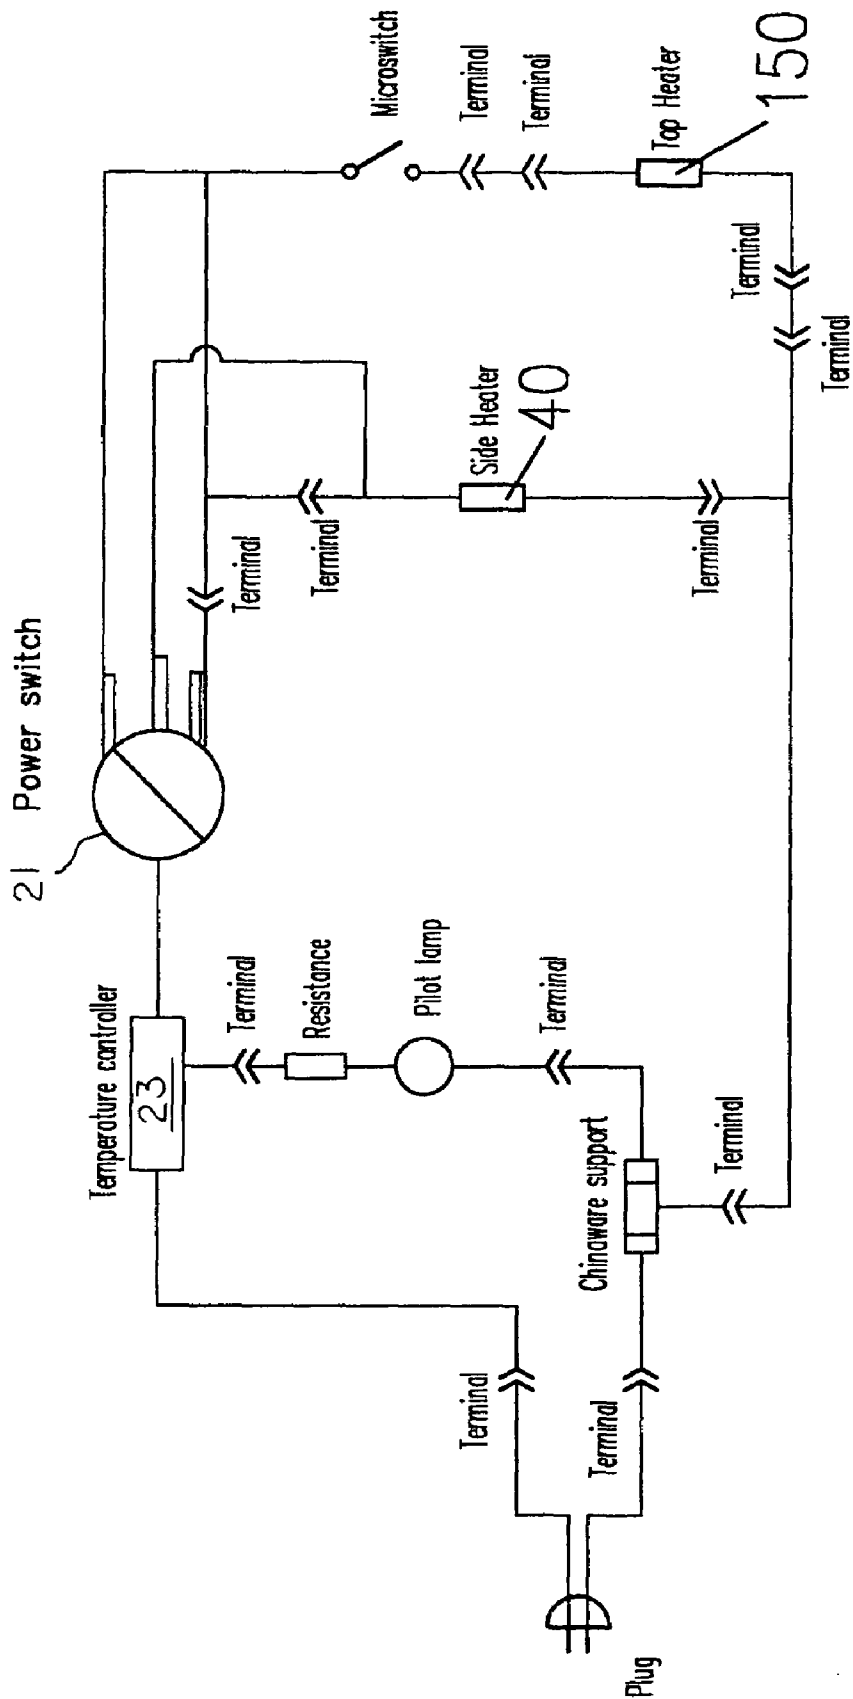 21 Power switch
Temperature controller
23
Terminal
Terminal
Resistance
Terminal
Microswitch
Pilot lamp
Terminal
Side Heater
Terminal
Terminal
40
Terminal
Chinaware support
Terminal
Plug
Top Heater
Terminal
Terminal
Terminal
150
Terminal